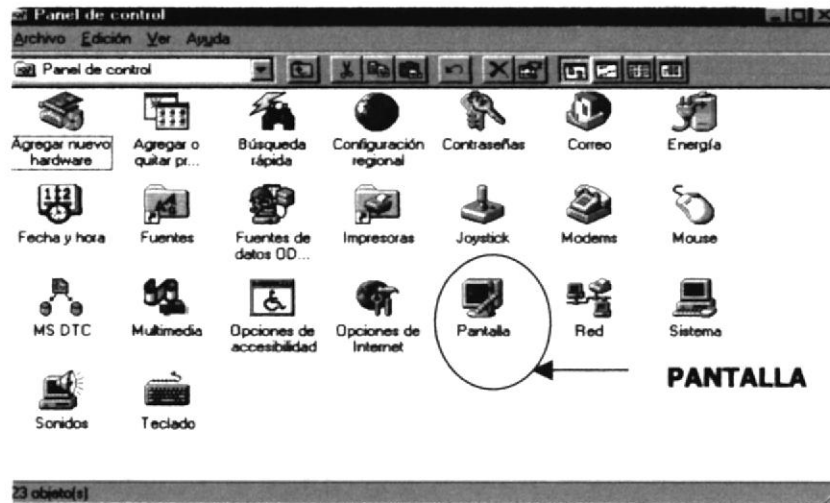 Panel de control
Archivo Edición Ver Ayuda
Panel de control
Agregar nuevo
hardware
Agregar o
quitar pr...
Búsqueda
rápida
Configuración
regional
Contraseñas
Correo
Energía
Fecha y hora
Fuentes
Fuentes de
datos OD...
Impresoras
Joystick
Modems
Mouse
MS DTC
Multimedia
Opciones de
accesibilidad
Opciones de
Internet
Pantalla
Red
Sistema
PANTALLA
Sonidos
Teclado
23 objeto(s)